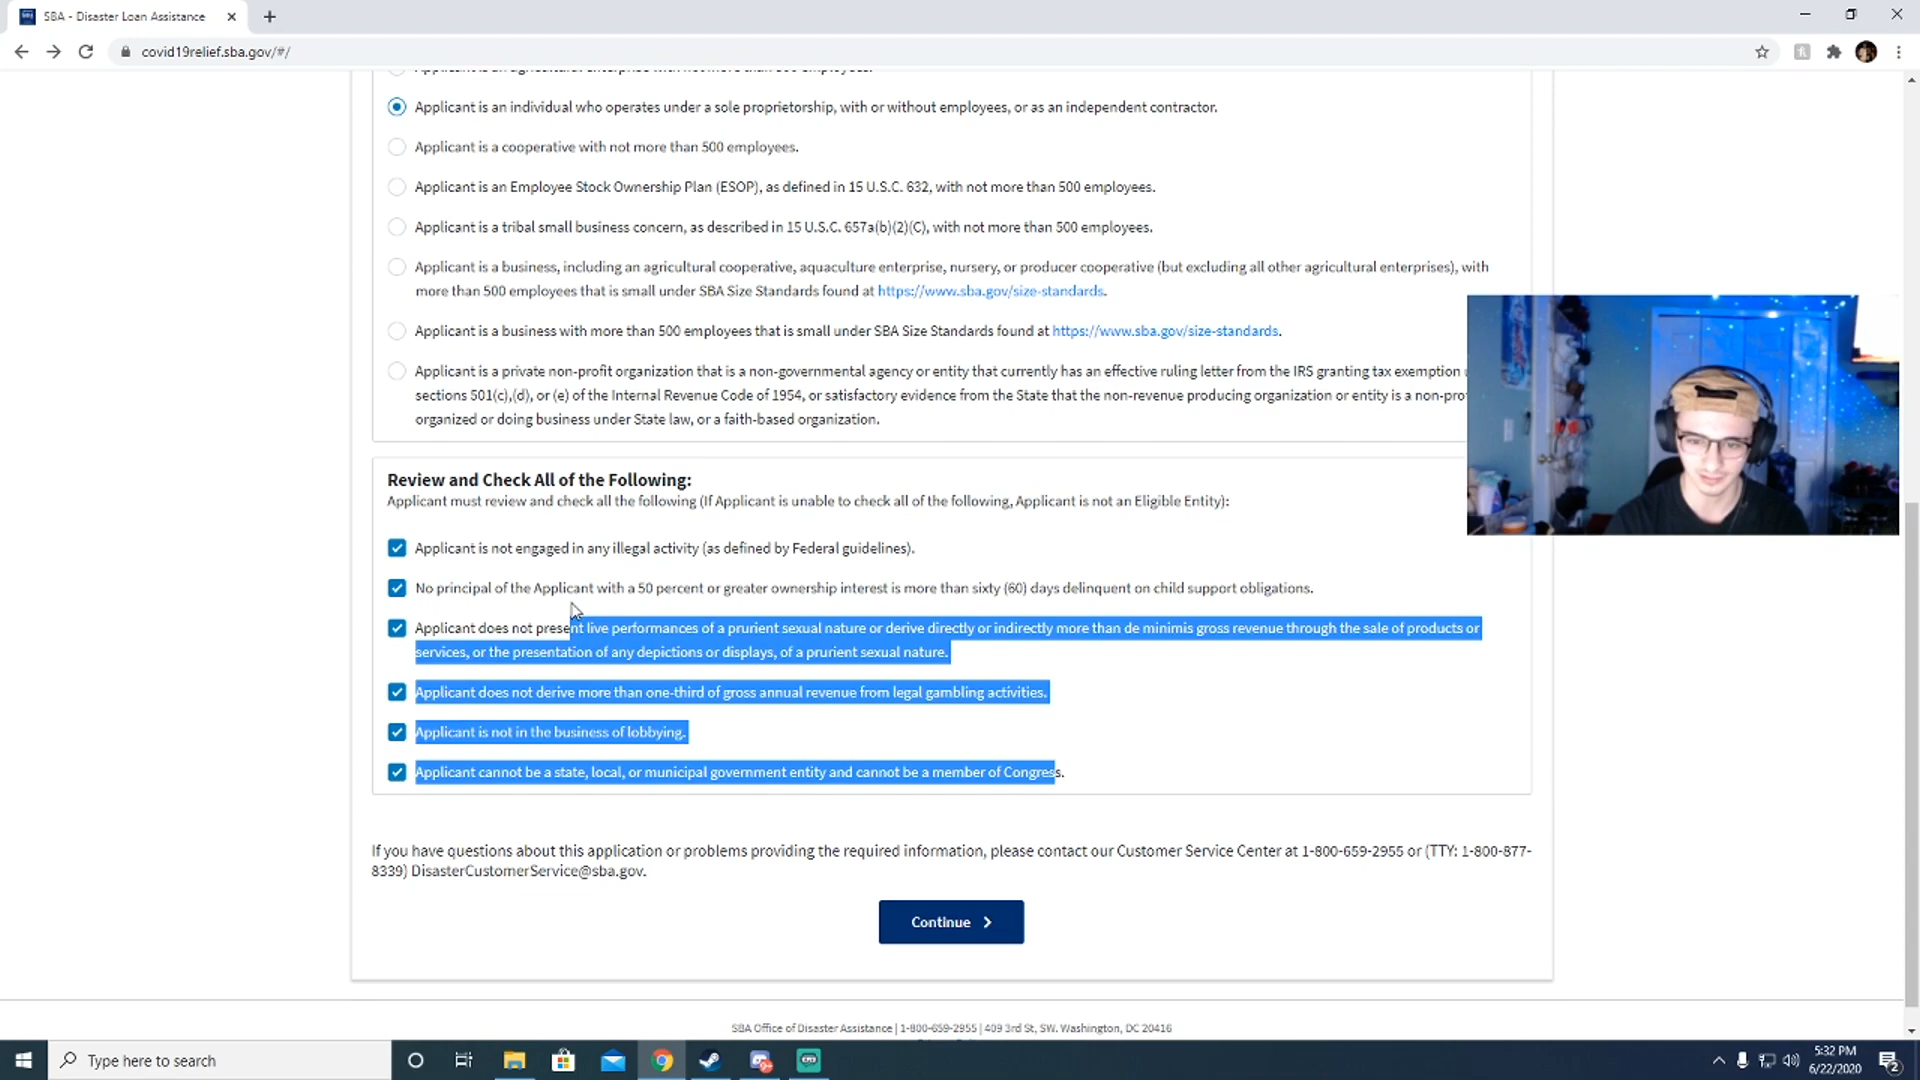 SBA - Disaster Loan Assistance
covid19relief.sba.gov/#/
Applicant is an agricultural enterprise with not more than 500 employees.
Applicant is an individual who operates under a sole proprietorship, with or without employees, or as an independent contractor.
Applicant is a cooperative with not more than 500 employees.
Applicant is an Employee Stock Ownership Plan (ESOP), as defined in 15 U.S.C. 632, with not more than 500 employees.
Applicant is a tribal small business concern, as described in 15 U.S.C. 657a(b)(2)(C), with not more than 500 employees.
Applicant is a business, including an agricultural cooperative, aquaculture enterprise, nursery, or producer cooperative (but excluding all other agricultural enterprises), with
more than 500 employees that is small under SBA Size Standards found at https://www.sba.gov/size-standards.
Applicant is a business with more than 500 employees that is small under SBA Size Standards found at https://www.sba.gov/size-standards.
Applicant is a private non-profit organization that is a non-governmental agency or entity that currently has an effective ruling letter from the IRS granting tax exemption
sections 501(c),(d), or (e) of the Internal Revenue Code of 1954, or satisfactory evidence from the State that the non-revenue producing organization or entity is a non-pro
organized or doing business under State law, or a faith-based organization.
Review and Check All of the Following:
Applicant must review and check all the following (If Applicant is unable to check all of the following, Applicant is not an Eligible Entity):
Applicant is not engaged in any illegal activity (as defined by Federal guidelines).
No principal of the Applicant with a 50 percent or greater ownership interest is more than sixty (60) days delinquent on child support obligations.
Applicant does not present live performances of a prurient sexual nature or derive directly or indirectly more than de minimis gross revenue through the sale of products or
services, or the presentation of any depictions or displays, of a prurient sexual nature.
Applicant does not derive more than one-third of gross annual revenue from legal gambling activities.
Applicant is not in the business of lobbying.
Applicant cannot be a state, local, or municipal government entity and cannot be a member of Congress.
If you have questions about this application or problems providing the required information, please contact our Customer Service Center at 1-800-659-2955 or (TTY: 1-800-877-
8339) DisasterCustomerService@sba.gov.
Continue
SBA Office of Disaster Assistance | 1-800-659-2955 | 409 3rd St, SW. Washington, DC 20416
Type here to search
5:32 PM
6/22/2020
2